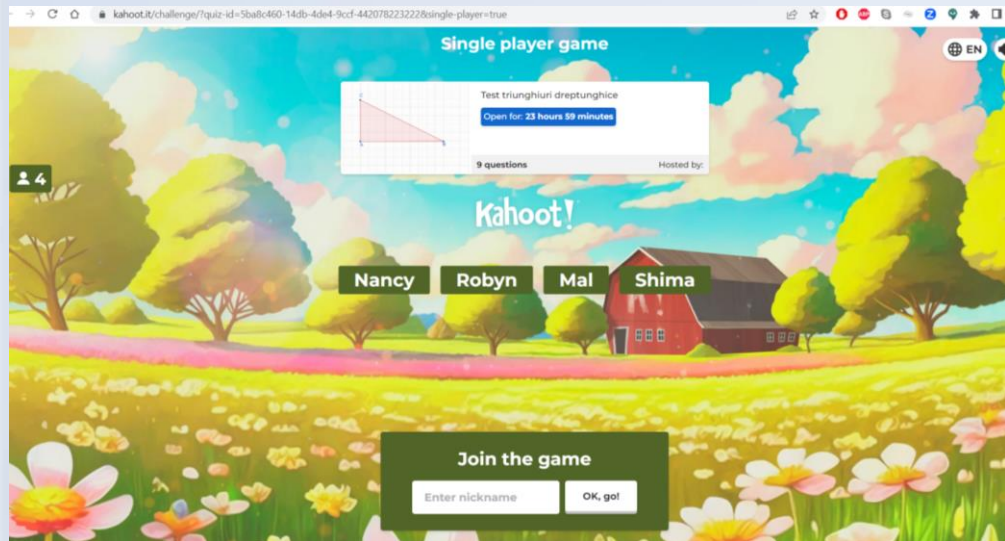 kahoot.it/challenge/?quiz-id=5ba8c460-14db-4de4-9ccf-442078223222&single-player=true
Single player game
EN
Test triunghiuri dreptunghice
Open for: 23 hours 59 minutes
9 questions Hosted by:
4
Kahoot!
Nancy Robyn Mal Shima
Join the game
Enter nickname OK, go!